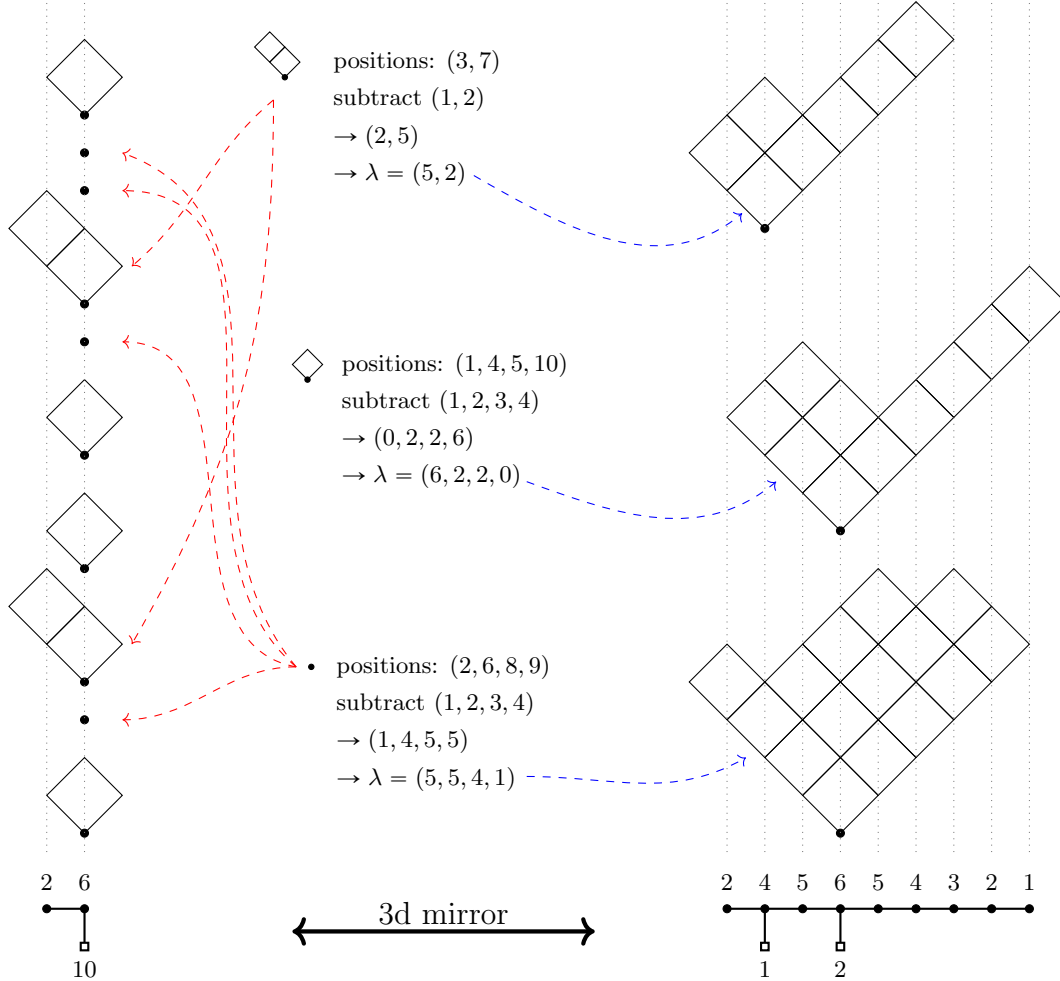 positions: (3, 7)
subtract (1, 2)
→ (2, 5)
→ λ = (5, 2)
positions: (1, 4, 5, 10)
subtract (1, 2, 3, 4)
→ (0, 2, 2, 6)
→ λ = (6, 2, 2, 0)
positions: (2, 6, 8, 9)
subtract (1, 2, 3, 4)
→ (1, 4, 5, 5)
→ λ = (5, 5, 4, 1)
2 6
10
3d mirror
2 4 5 6 5 4 3 2 1
1 2